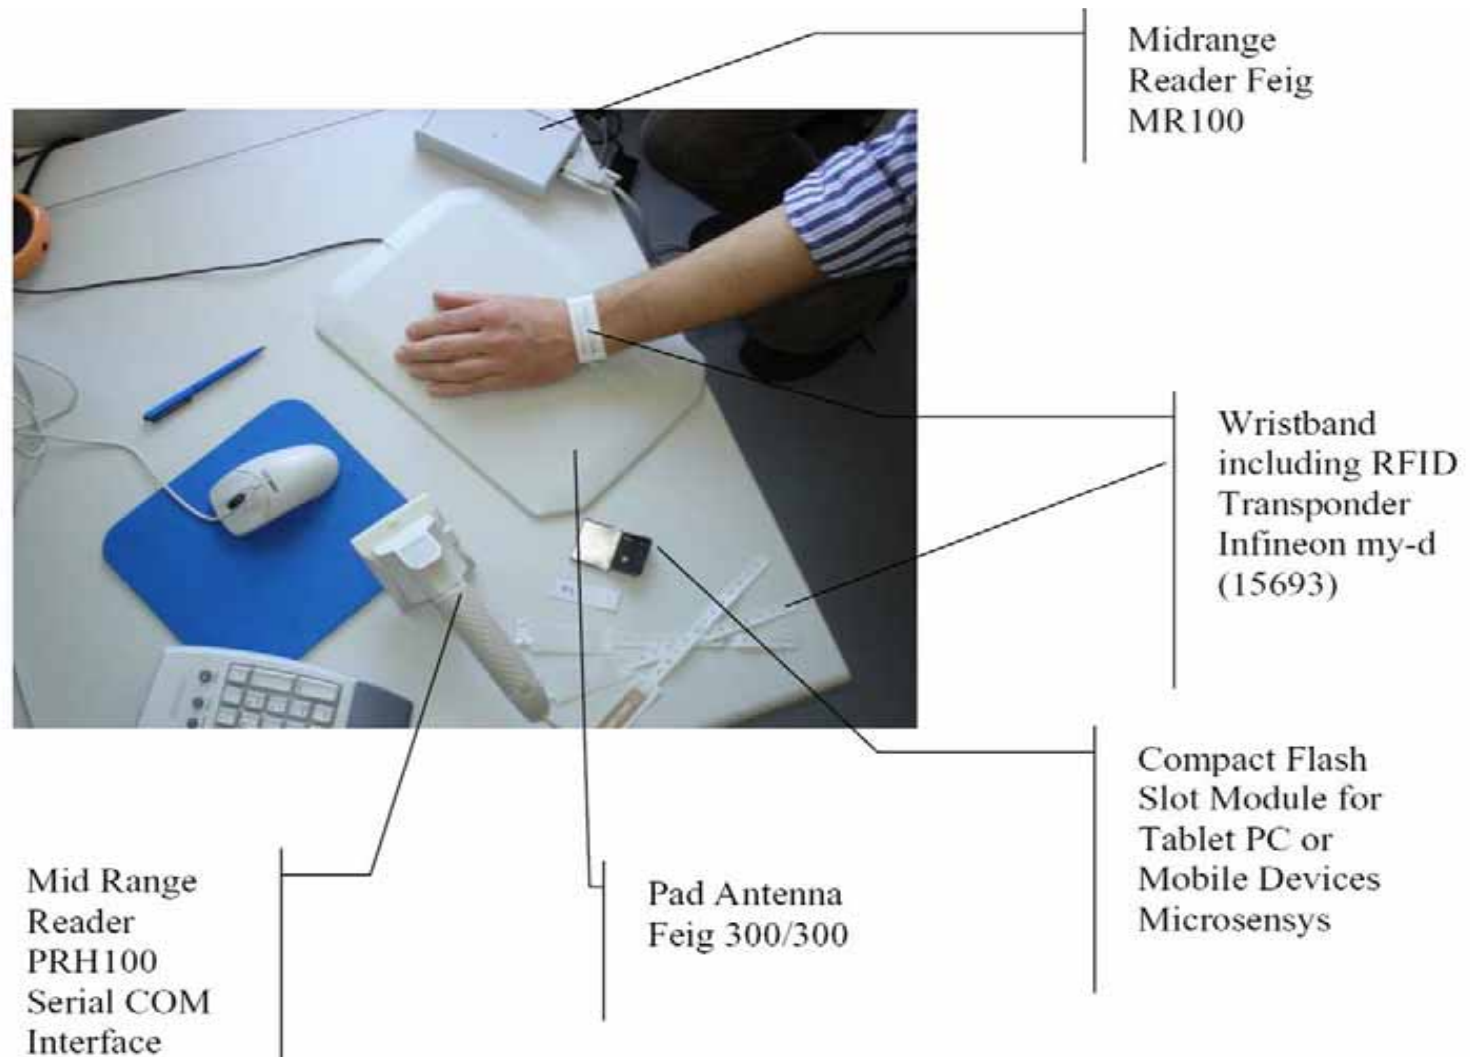 Midrange
Reader Feig
MR100
Wristband
including RFID
Transponder
Infineon my-d
(15693)
Compact Flash
Slot Module for
Tablet PC or
Mobile Devices
Microsensys
Pad Antenna
Feig 300/300
Mid Range
Reader
PRH100
Serial COM
Interface